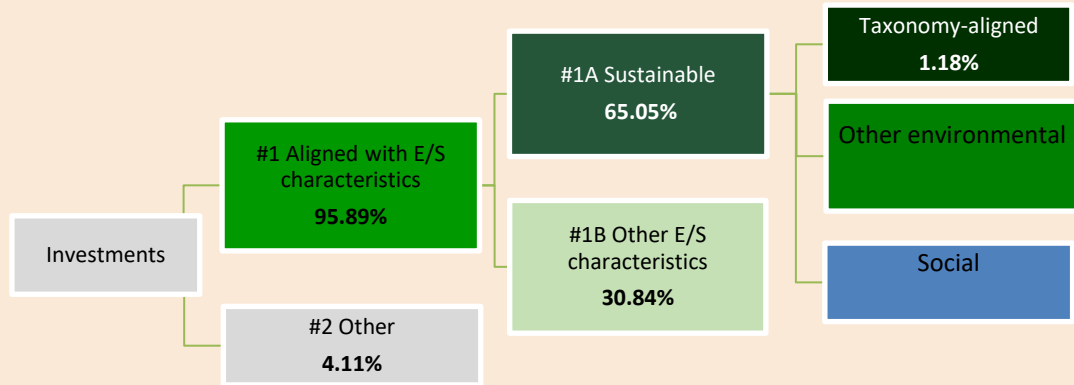 Investments
#1 Aligned with E/S
characteristics
95.89%
#2 Other
4.11%
#1A Sustainable
65.05%
#1B Other E/S
characteristics
30.84%
Taxonomy-aligned
1.18%
Other environmental
Social